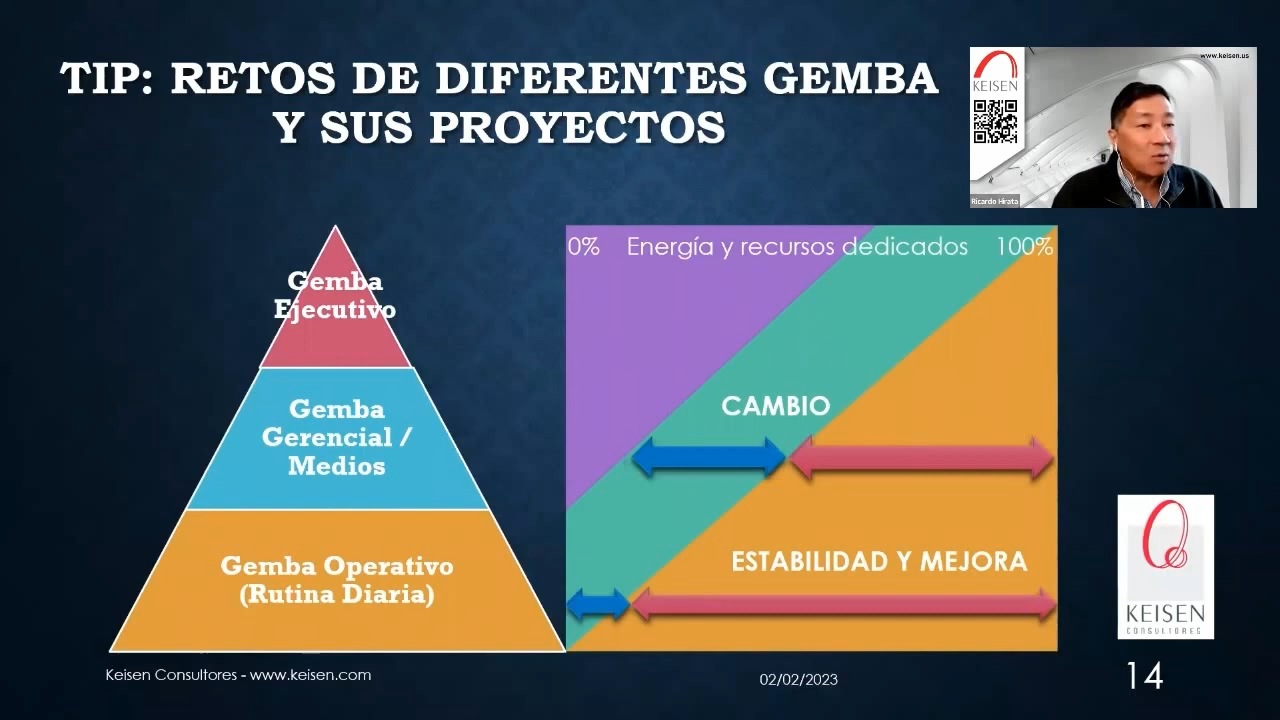 TIP: RETOS DE DIFERENTES GEMBA
Y SUS PROYECTOS
www.keisen.us
KEISEN
Ricardo Hirata
Gemba
Ejecutivo
Gemba
Gerencial /
Medios
Gemba Operativo
(Rutina Diaria)
0% Energía y recursos dedicados 100%
CAMBIO
ESTABILIDAD Y MEJORA
KEISEN
CONSULTORES
Keisen Consultores - www.keisen.com
02/02/2023
14